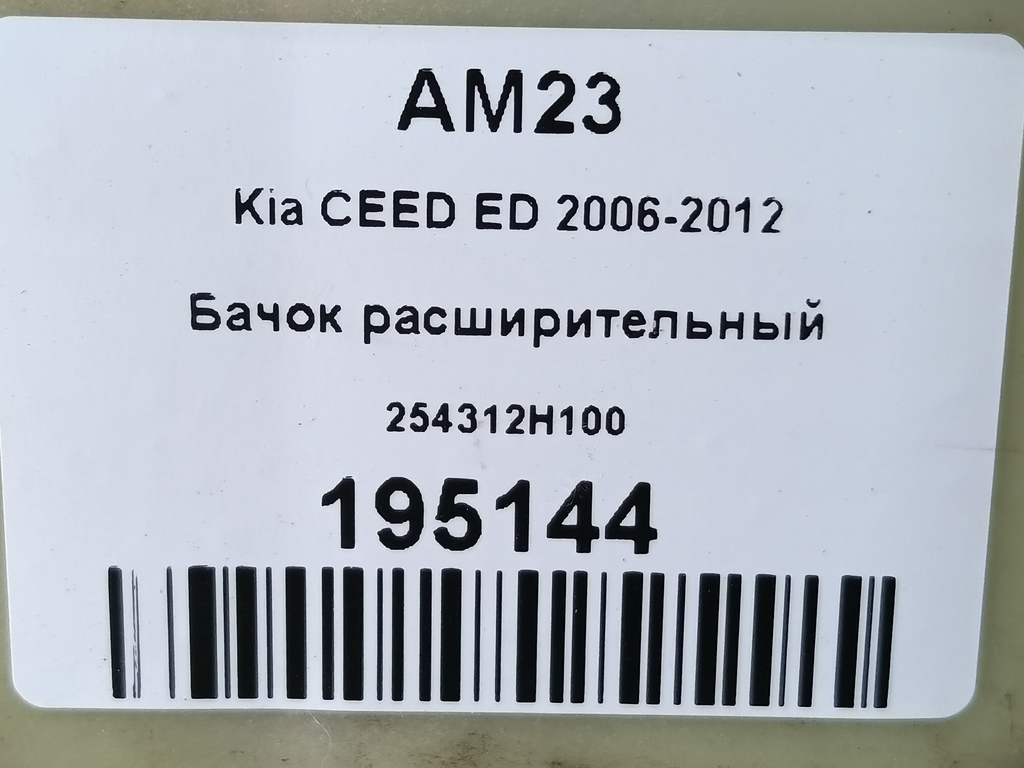 AM23
Kia CEED ED 2006-2012
Бачок расширительный
254312H100
195144